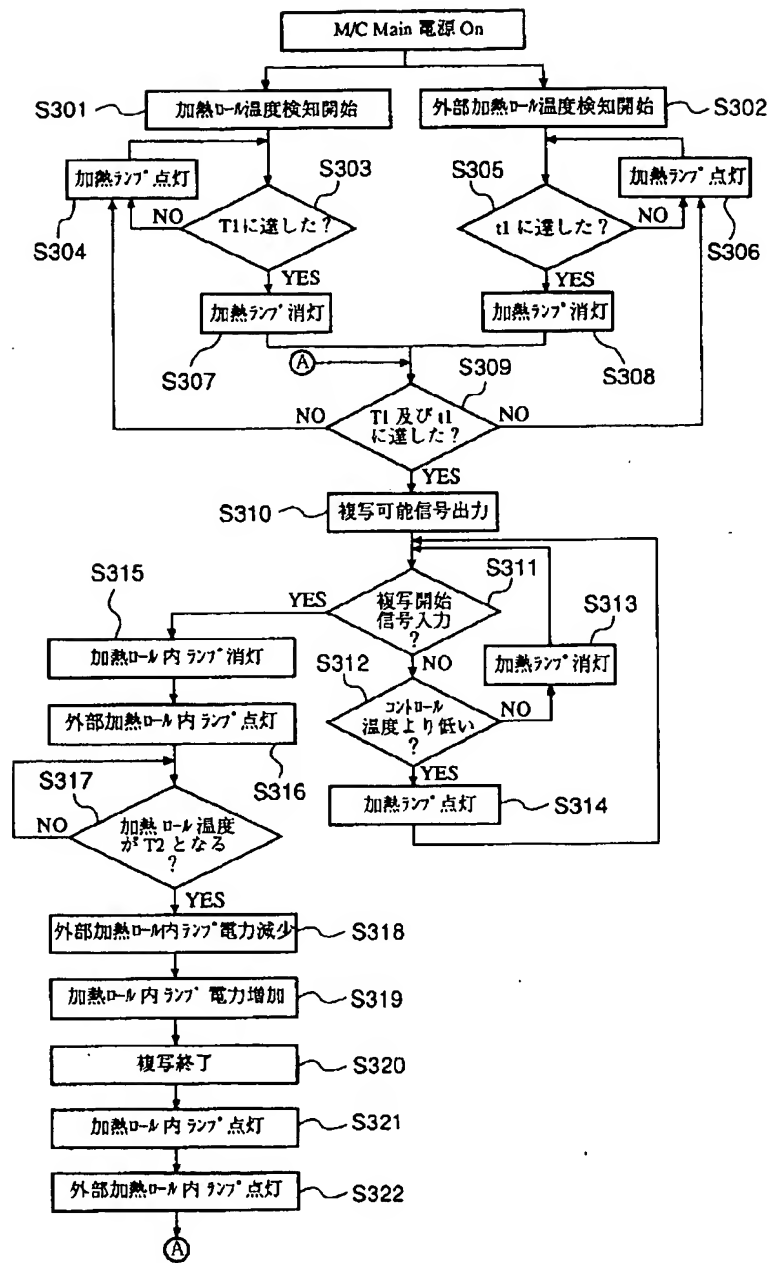 M/C Main 電源 On
S301
加熱ﾛｰﾙ温度検知開始
外部加熱ﾛｰﾙ温度検知開始
S302
加熱ﾗﾝﾌﾟ点灯
S304
NO
S303
T1に達した？
YES
S305
t1 に達した？
NO
YES
加熱ﾗﾝﾌﾟ点灯
S306
加熱ﾗﾝﾌﾟ消灯
S307
加熱ﾗﾝﾌﾟ消灯
S308
A
S309
NO
T1 及び t1
に達した？
NO
YES
S310
複写可能信号出力
S315
YES
複写開始
信号入力
？
S311
S313
加熱ﾛｰﾙ内ﾗﾝﾌﾟ消灯
S312
NO
加熱ﾗﾝﾌﾟ消灯
外部加熱ﾛｰﾙ内ﾗﾝﾌﾟ点灯
S316
ｺﾝﾄﾛｰﾙ
温度より低い
？
NO
YES
S317
NO
加熱ﾛｰﾙ温度
がT2となる
？
加熱ﾗﾝﾌﾟ点灯
S314
YES
外部加熱ﾛｰﾙ内ﾗﾝﾌﾟ電力減少
S318
加熱ﾛｰﾙ内ﾗﾝﾌﾟ電力増加
S319
複写終了
S320
加熱ﾛｰﾙ内ﾗﾝﾌﾟ点灯
S321
外部加熱ﾛｰﾙ内ﾗﾝﾌﾟ点灯
S322
A